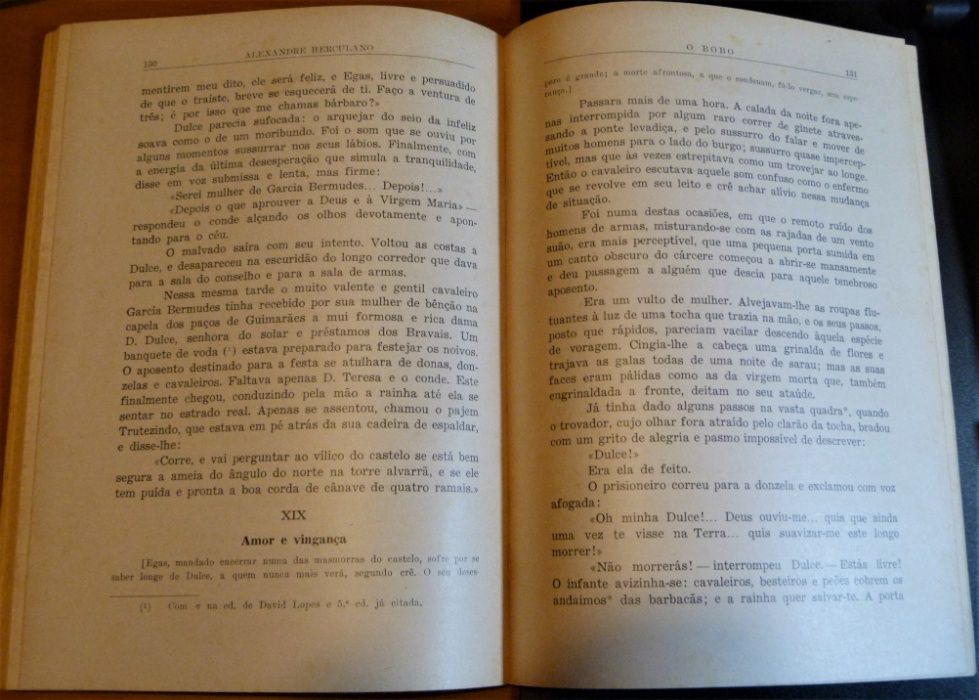 130
ALEXANDRE HERCULANO
mentirem meu dito, ele será feliz, e Egas, livre e persuadido
de que o traíste, breve se esquecerá de ti. Faço a ventura de
três; é por isso que me chamas bárbaro?»
Dulce parecia sufocada: o arquejar do seio da infeliz
soava como o de um moribundo. Foi o som que se ouviu por
alguns momentos sussurrar nos seus lábios. Finalmente, com
a energia da última desesperação que simula a tranquilidade,
disse em voz submissa e lenta, mas firme:
«Serei mulher de Garcia Bermudes... Depois!...»
«Depois o que aprouver a Deus e à Virgem Maria» —
respondeu o conde alçando os olhos devotamente e apon-
tando para o céu.
O malvado saíra com seu intento. Voltou as costas a
Dulce, e desapareceu na escuridão do longo corredor que dava
para a sala do conselho e para a sala de armas.
Nessa mesma tarde o muito valente e gentil cavaleiro
Garcia Bermudes tinha recebido por sua mulher de bênção na
capela dos paços de Guimarães a mui formosa e rica dama
D. Dulce, senhora do solar e préstamos dos Bravais. Um
banquete de voda (¹) estava preparado para festejar os noivos.
O aposento destinado para a festa se atulhara de donas, don-
zelas e cavaleiros. Faltava apenas D. Teresa e o conde. Este
finalmente chegou, conduzindo pela mão a rainha até ela se
sentar no estrado real. Apenas se assentou, chamou o pajem
Trutezindo, que estava em pé atrás da sua cadeira de espaldar,
e disse-lhe:
«Corre, e vai perguntar ao vílico do castelo se está bem
segura a ameia do ângulo do norte na torre alvarrã, e se ele
tem puída e pronta a boa corda de cânave de quatro ramais.»
XIX
Amor e vingança
[Egas, mandado encerrar numa das masmorras do castelo, sofre por se
saber longe de Dulce, a quem nunca mais verá, segundo crê. O seu deses-
(¹) Com e na ed. de David Lopes e 5.ª ed. já citada.
O BOBO
131
pero é grande; a morte afrontosa, a que o condenam, fá-lo vergar, sem espe-
rança.]
Passara mais de uma hora. A calada da noite fora ape-
nas interrompida por algum raro correr de ginete atraves-
sando a ponte levadiça, e pelo sussurro do falar e mover de
muitos homens para o lado do burgo; sussurro quase impercep-
tível, mas que às vezes estrepitava como um trovejar ao longe.
Então o cavaleiro escutava aquele som confuso como o enfermo
que se revolve em seu leito e crê achar alívio nessa mudança
de situação.
Foi numa destas ocasiões, em que o remoto ruído dos
homens de armas, misturando-se com as rajadas de um vento
suão, era mais perceptível, que uma pequena porta sumida em
um canto obscuro do cárcere começou a abrir-se mansamente
e deu passagem a alguém que descia para aquele tenebroso
aposento.
Era um vulto de mulher. Alvejavam-lhe as roupas flu-
tuantes à luz de uma tocha que trazia na mão, e os seus passos,
posto que rápidos, pareciam vacilar descendo àquela espécie
de voragem. Cingia-lhe a cabeça uma grinalda de flores e
trajava as galas todas de uma noite de sarau; mas as suas
faces eram pálidas como as da virgem morta que, também
engrinaldada a fronte, deitam no seu ataúde.
Já tinha dado alguns passos na vasta quadra*, quando
o trovador, cujo olhar fora atraído pelo clarão da tocha, bradou
com um grito de alegria e pasmo impossível de descrever:
«Dulce!»
Era ela de feito.
O prisioneiro correu para a donzela e exclamou com voz
afogada:
«Oh minha Dulce!... Deus ouviu-me... quis que ainda
uma vez te visse na Terra... quis suavizar-me este longo
morrer!»
«Não morrerás! — interrompeu Dulce. — Estás livre!
O infante avizinha-se: cavaleiros, besteiros e peões cobrem os
andaimos* das barbacãs; e a rainha quer salvar-te. A porta